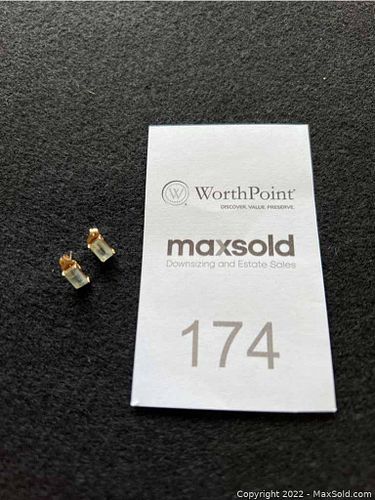 W WorthPoint®
DISCOVER. VALUE. PRESERVE.
maxsold
Downsizing and Estate Sales
174
Copyright 2022 - MaxSold.com